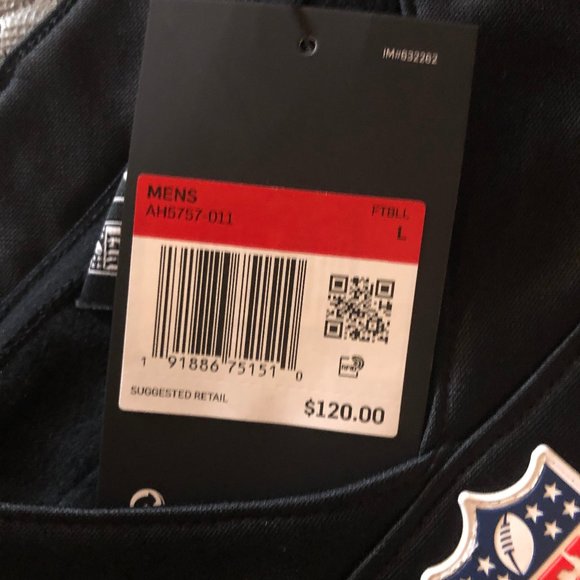 IM#632262
MENS
AH5757-011
FTBLL
L
1 91886 75151 0
SUGGESTED RETAIL
$120.00